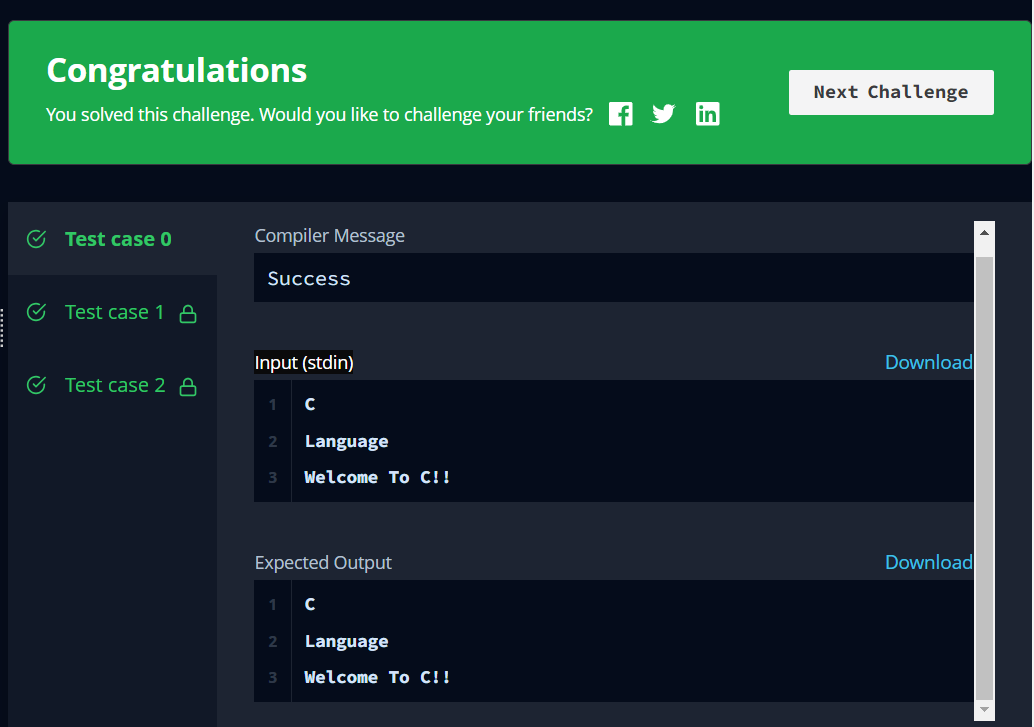 Congratulations
You solved this challenge. Would you like to challenge your friends?
Next Challenge
Test case 0
Test case 1
Test case 2
Compiler Message
Success
Input (stdin)
Download
1 C
2 Language
3 Welcome To C!!
Expected Output
Download
1 C
2 Language
3 Welcome To C!!